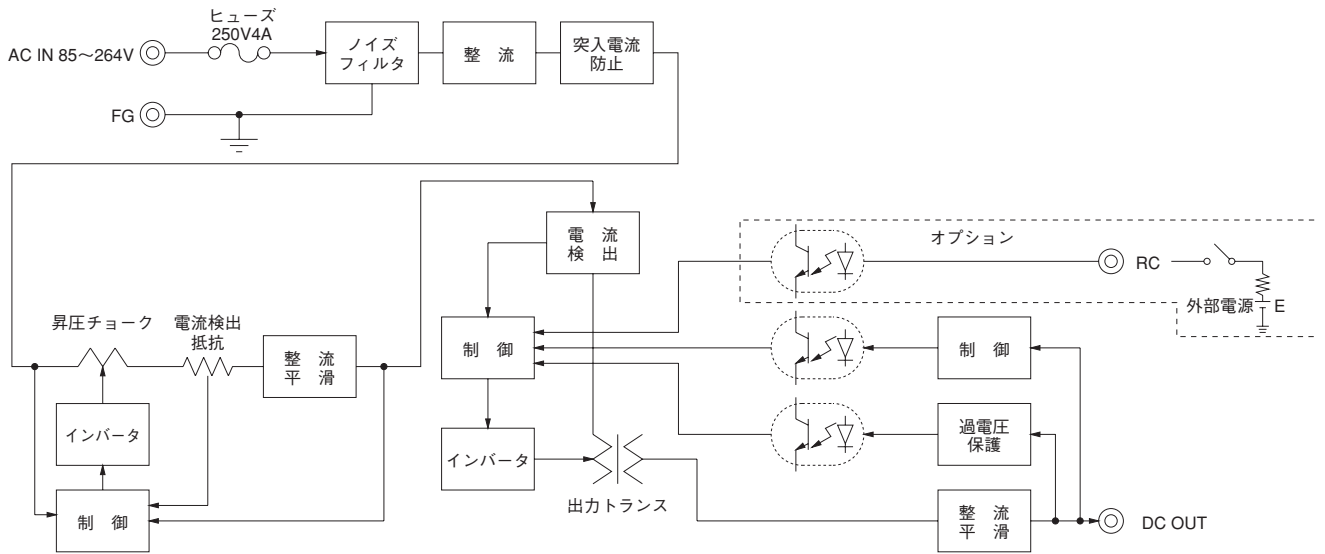 ヒューズ
250V4A
AC IN 85～264V
ノイズ
フィルタ
整 流
突入電流
防止
FG
電 流
検 出
オプション
RC
外部電源
E
昇圧チョーク
電流検出
抵抗
整 流
平 滑
制 御
制 御
インバータ
過電圧
保護
インバータ
出力トランス
制 御
整 流
平 滑
DC OUT